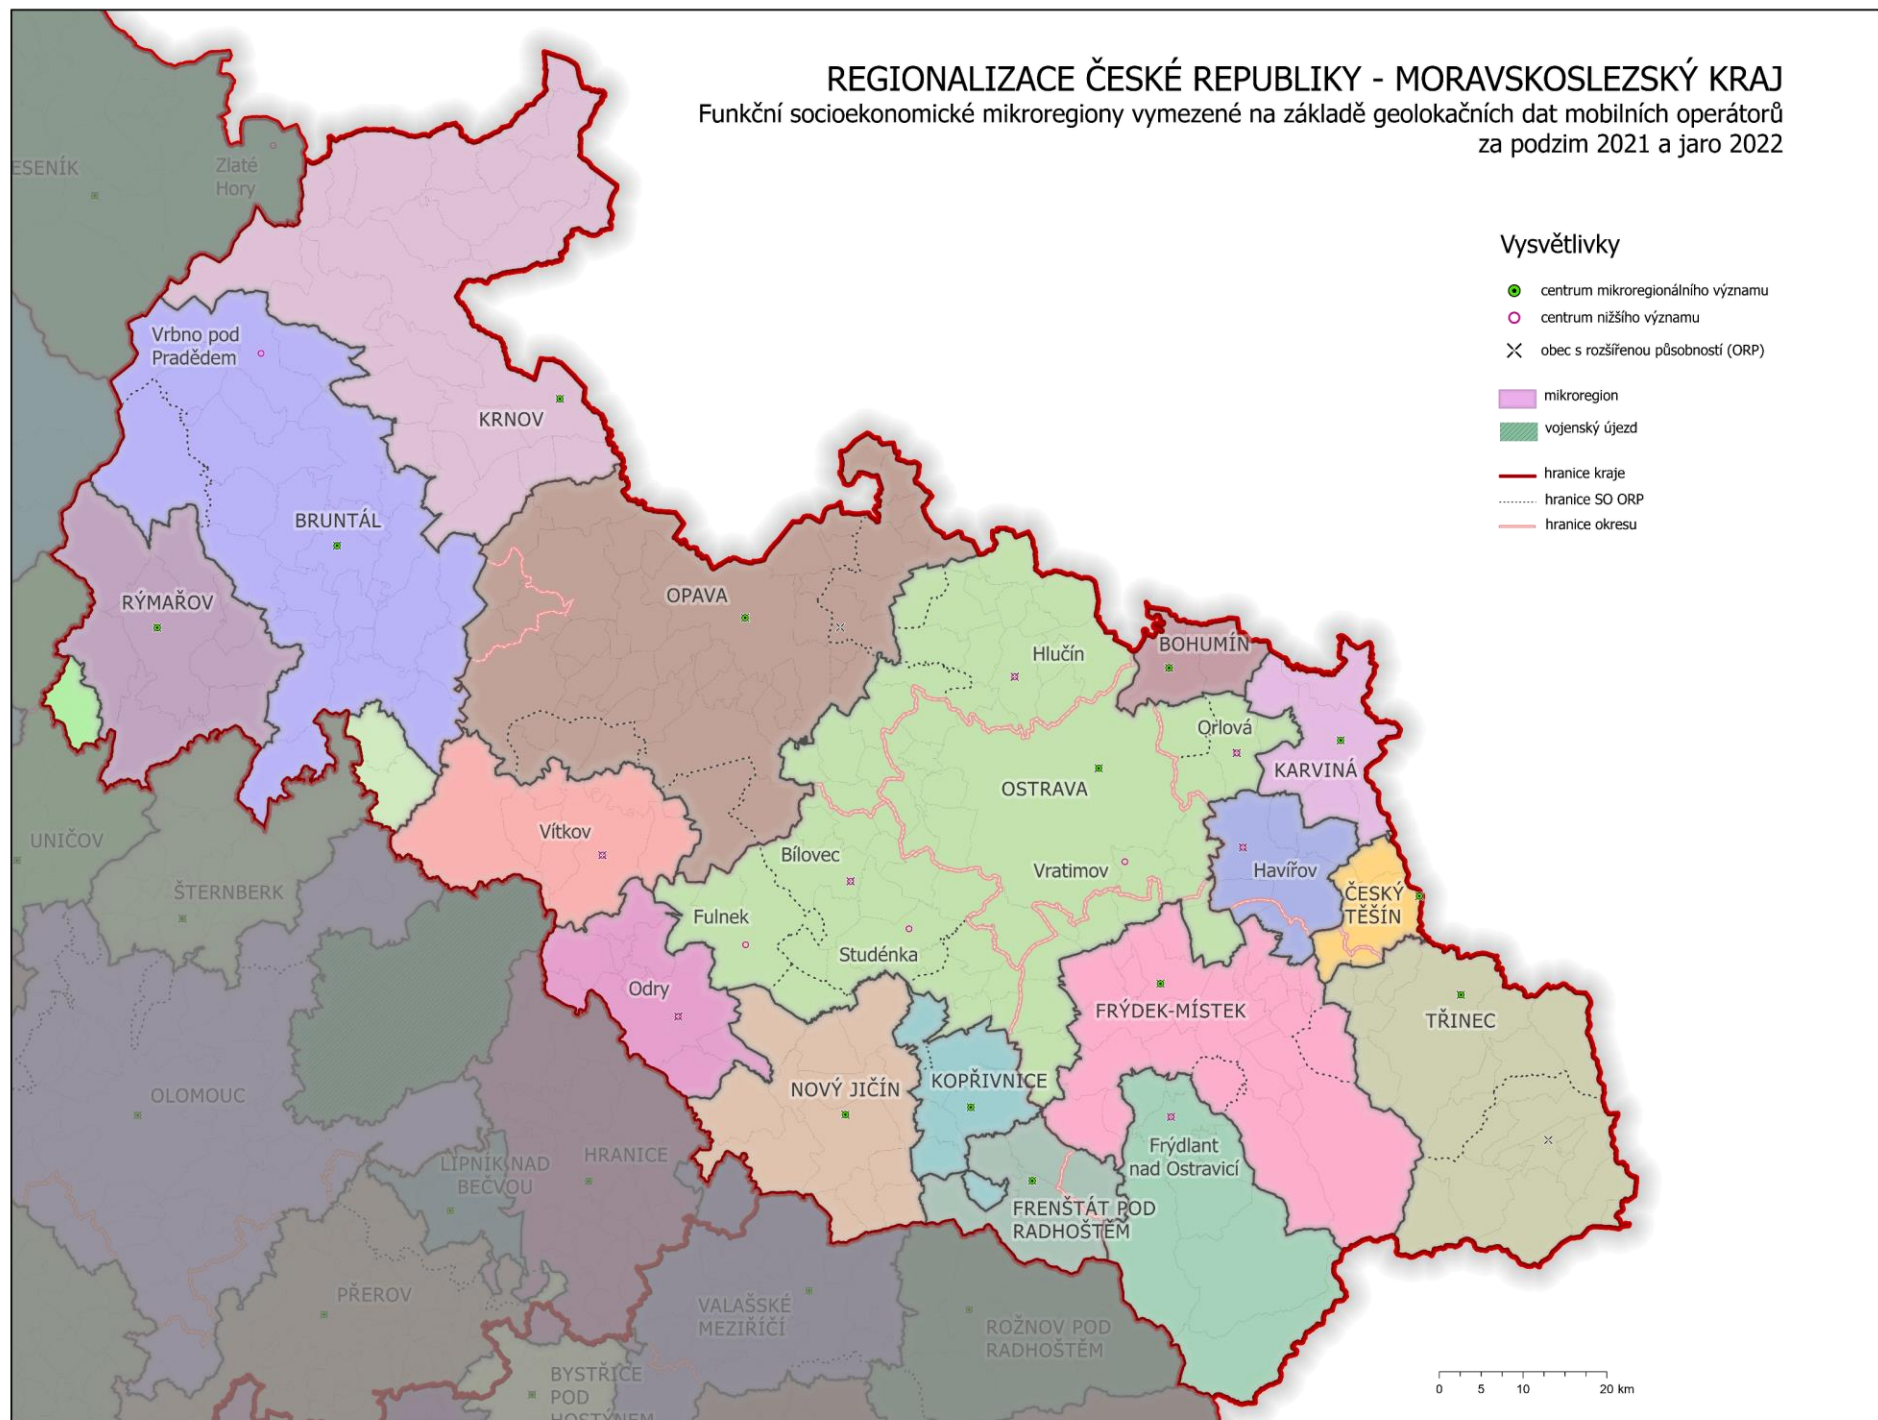 REGIONALIZACE ČESKÉ REPUBLIKY - MORAVSKOSLEZSKÝ KRAJ
Funkční socioekonomické mikroregiony vymezené na základě geolokačních dat mobilních operátorů
za podzim 2021 a jaro 2022
Vysvětlivky
centrum mikroregionálního významu
centrum nižšího významu
obec s rozšířenou působností (ORP)
mikroregion
vojenský újezd
hranice kraje
hranice SO ORP
hranice okresu
ESENÍK
Zlaté
Hory
Vrbno pod
Pradědem
KRNOV
BRUNTÁL
RÝMAŘOV
OPAVA
Hlučín
BOHUMÍN
Orlová
KARVINÁ
OSTRAVA
Vítkov
Bílovec
Vratimov
Havířov
ČESKÝ
TĚŠÍN
UNIČOV
ŠTERNBERK
Fulnek
Studénka
Odry
FRÝDEK-MÍSTEK
TŘINEC
OLOMOUC
NOVÝ JIČÍN
KOPŘIVNICE
HRANICE
LIPNÍK NAD
BEČVOU
Frýdlant
nad Ostravicí
FRENŠTÁT POD
RADHOŠTĚM
PŘEROV
VALAŠSKÉ
MEZIŘÍČÍ
ROŽNOV POD
RADHOŠTĚM
BYSTŘICE
POD
HOSTÝNEM
0 5 10 20 km